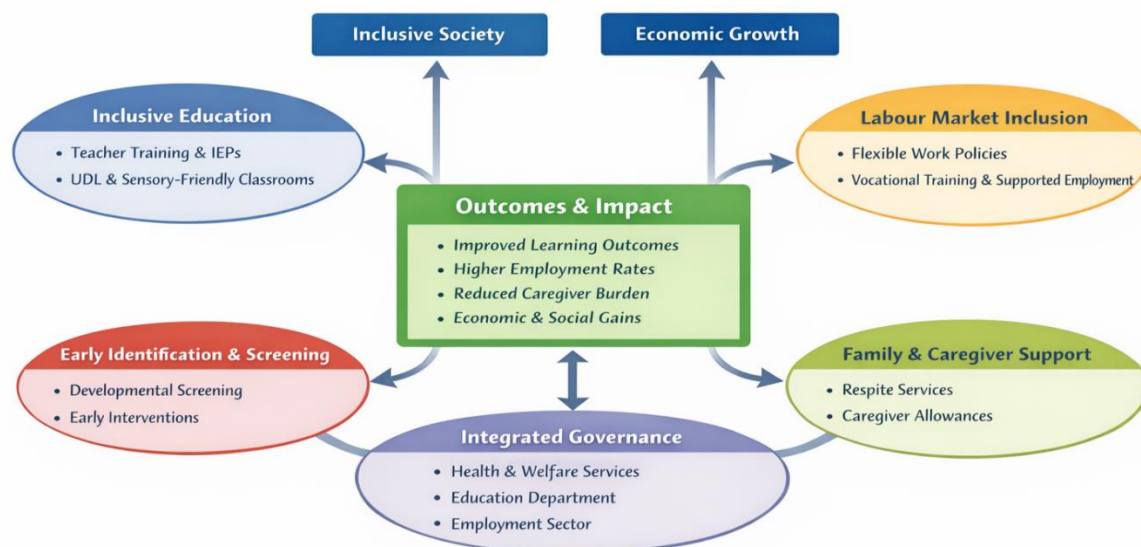 Inclusive Society
Economic Growth
Inclusive Education
• Teacher Training & IEPs
• UDL & Sensory-Friendly Classrooms
Labour Market Inclusion
• Flexible Work Policies
• Vocational Training & Supported Employment
Outcomes & Impact
• Improved Learning Outcomes
• Higher Employment Rates
• Reduced Caregiver Burden
• Economic & Social Gains
Early Identification & Screening
• Developmental Screening
• Early Interventions
Family & Caregiver Support
• Respite Services
• Caregiver Allowances
Integrated Governance
• Health & Welfare Services
• Education Department
• Employment Sector